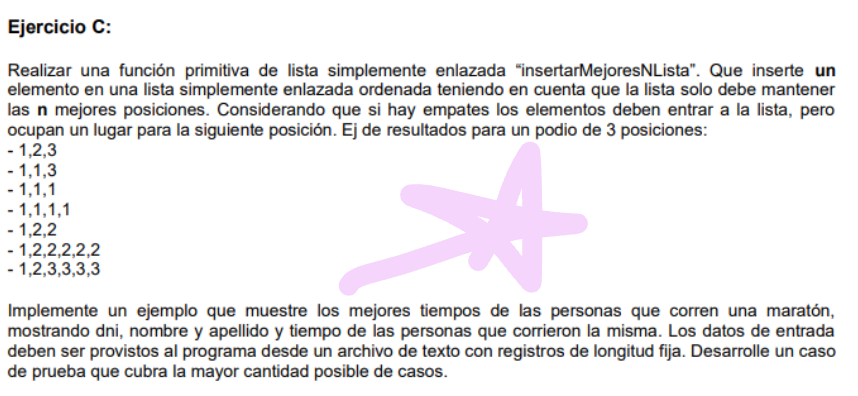 Ejercicio C:
Realizar una función primitiva de lista simplemente enlazada “insertarMejoresNLista”. Que inserte un
elemento en una lista simplemente enlazada ordenada teniendo en cuenta que la lista solo debe mantener
las n mejores posiciones. Considerando que si hay empates los elementos deben entrar a la lista, pero
ocupan un lugar para la siguiente posición. Ej de resultados para un podio de 3 posiciones:
- 1,2,3
- 1,1,3
- 1,1,1
- 1,1,1,1
- 1,2,2
- 1,2,2,2,2,2
- 1,2,3,3,3,3
Implemente un ejemplo que muestre los mejores tiempos de las personas que corren una maratón,
mostrando dni, nombre y apellido y tiempo de las personas que corrieron la misma. Los datos de entrada
deben ser provistos al programa desde un archivo de texto con registros de longitud fija. Desarrolle un caso
de prueba que cubra la mayor cantidad posible de casos.